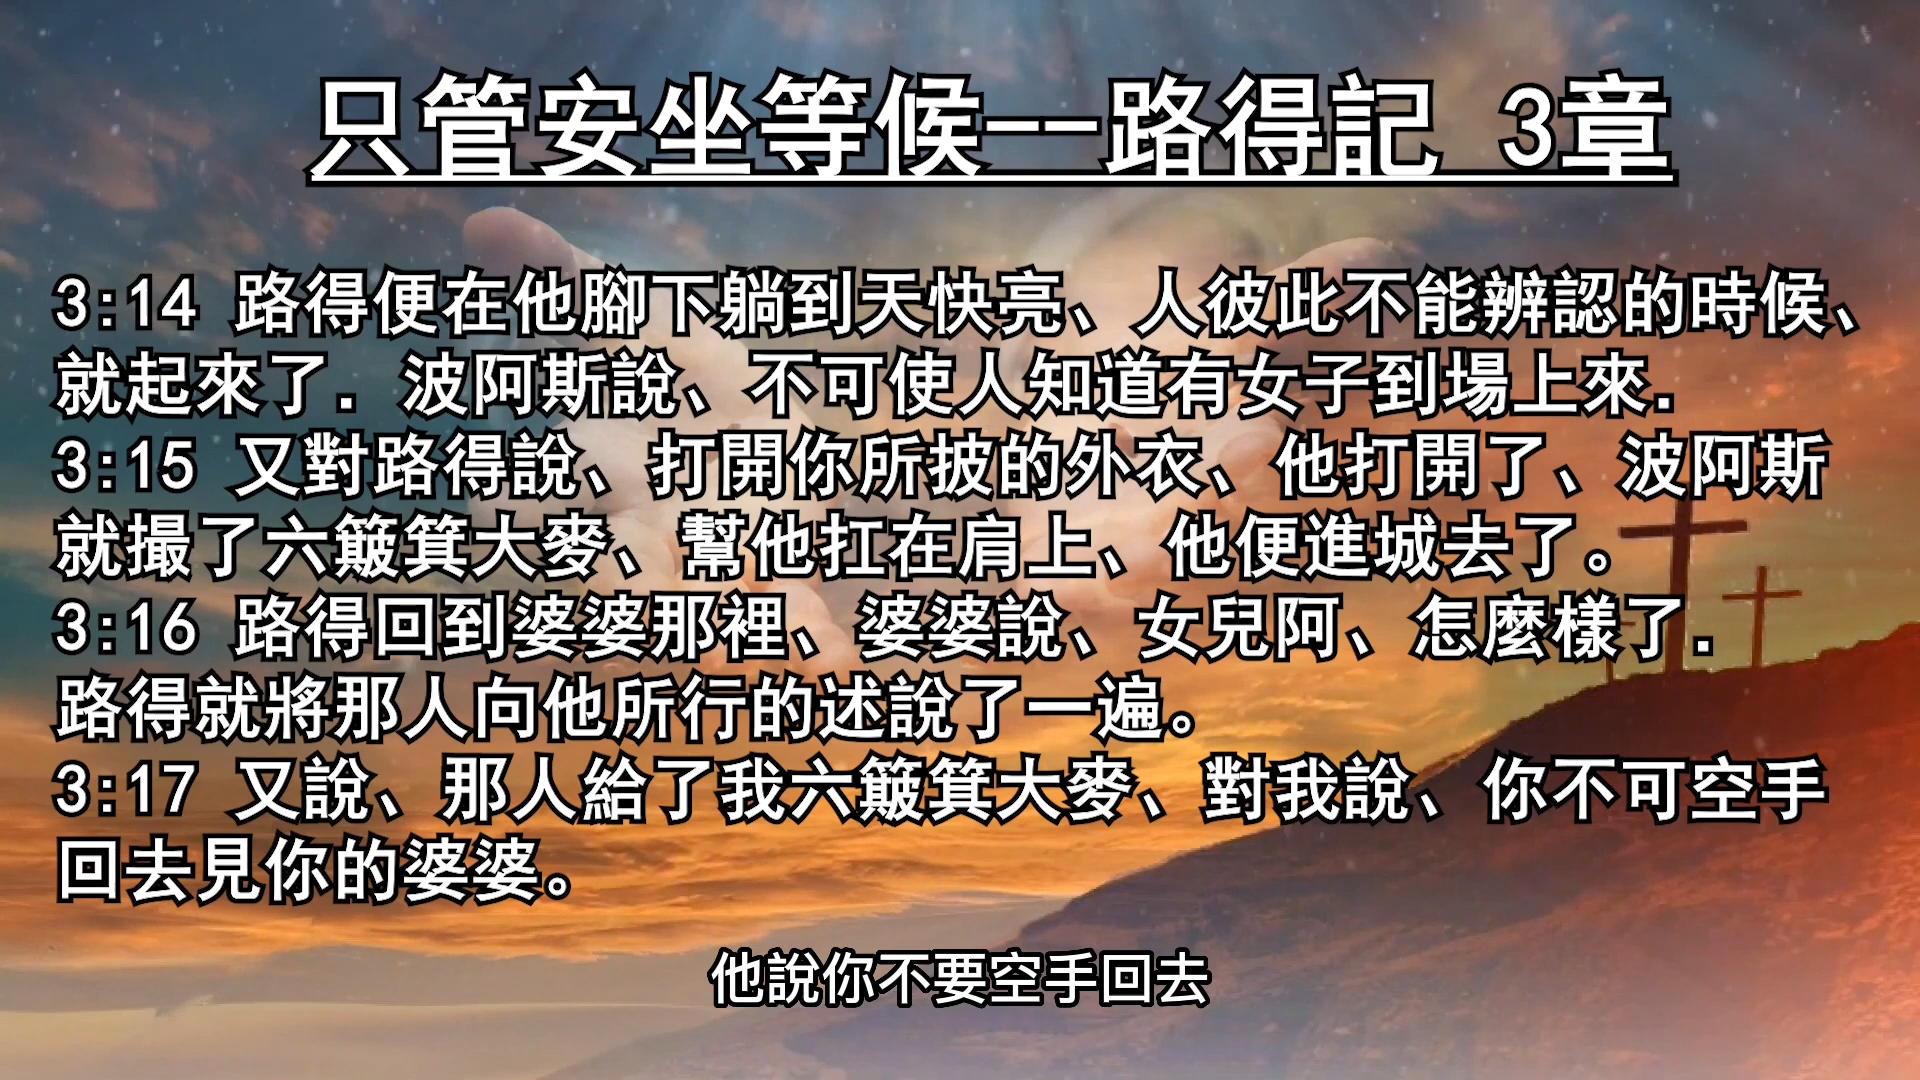 只管安坐等候--路得記 3章
3:14 路得便在他腳下躺到天快亮、人彼此不能辨認的時候、
就起來了．波阿斯說、不可使人知道有女子到場上來．
3:15 又對路得說、打開你所披的外衣、他打開了、波阿斯
就撮了六簸箕大麥、幫他扛在肩上、他便進城去了。
3:16 路得回到婆婆那裡、婆婆說、女兒阿、怎麼樣了．
路得就將那人向他所行的述說了一遍。
3:17 又說、那人給了我六簸箕大麥、對我說、你不可空手
回去見你的婆婆。
他說你不要空手回去